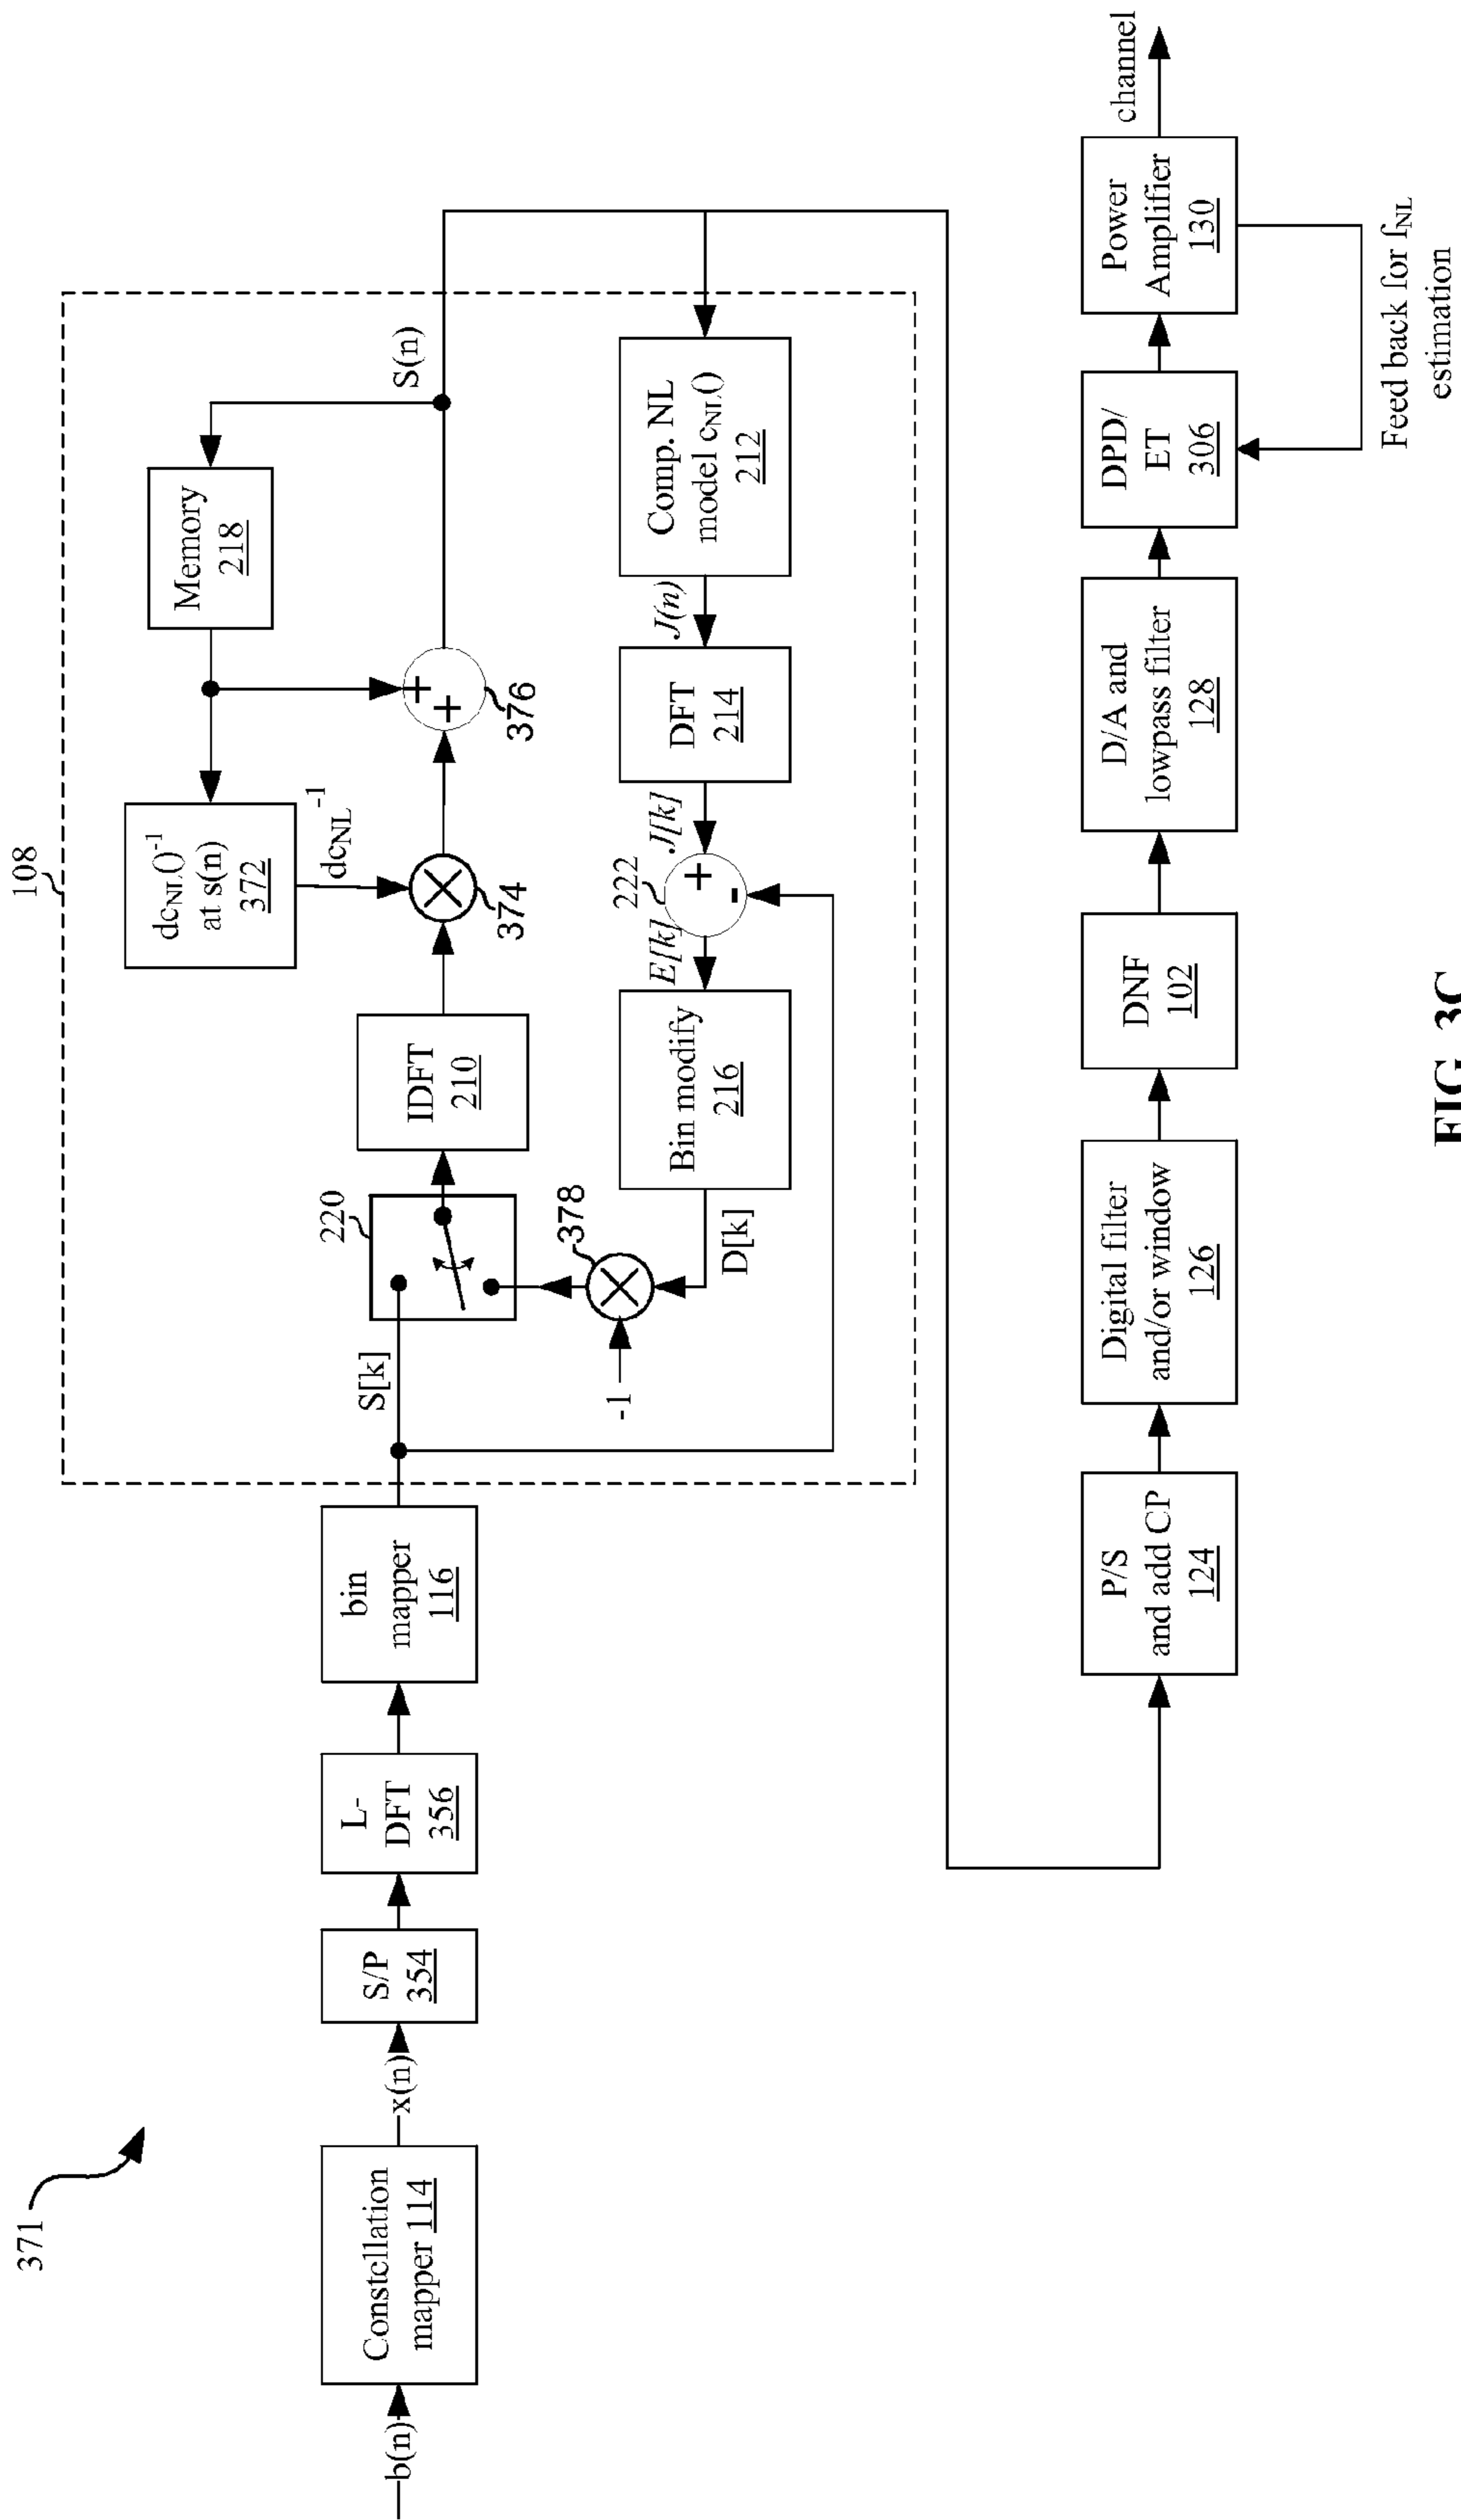 371
108
b(n)
Constellation
mapper 114
x(n)
S/P
354
L-
DFT
356
bin
mapper
116
S[k]
220
IDFT
210
374
dc_NL()^-1
at s(n)
372
dc_NL^-1
Memory
218
+
+
376
S(n)
-1
378
D[k]
Bin modify
216
E[k]
222
+
-
J[k]
DFT
214
J(n)
Comp. NL
model c_NL()
212
P/S
and add CP
124
Digital filter
and/or window
126
DNF
102
D/A and
lowpass filter
128
DPD/
ET
306
Power
Amplifier
130
channel
Feed back for f_NL
estimation
FIG. 3C